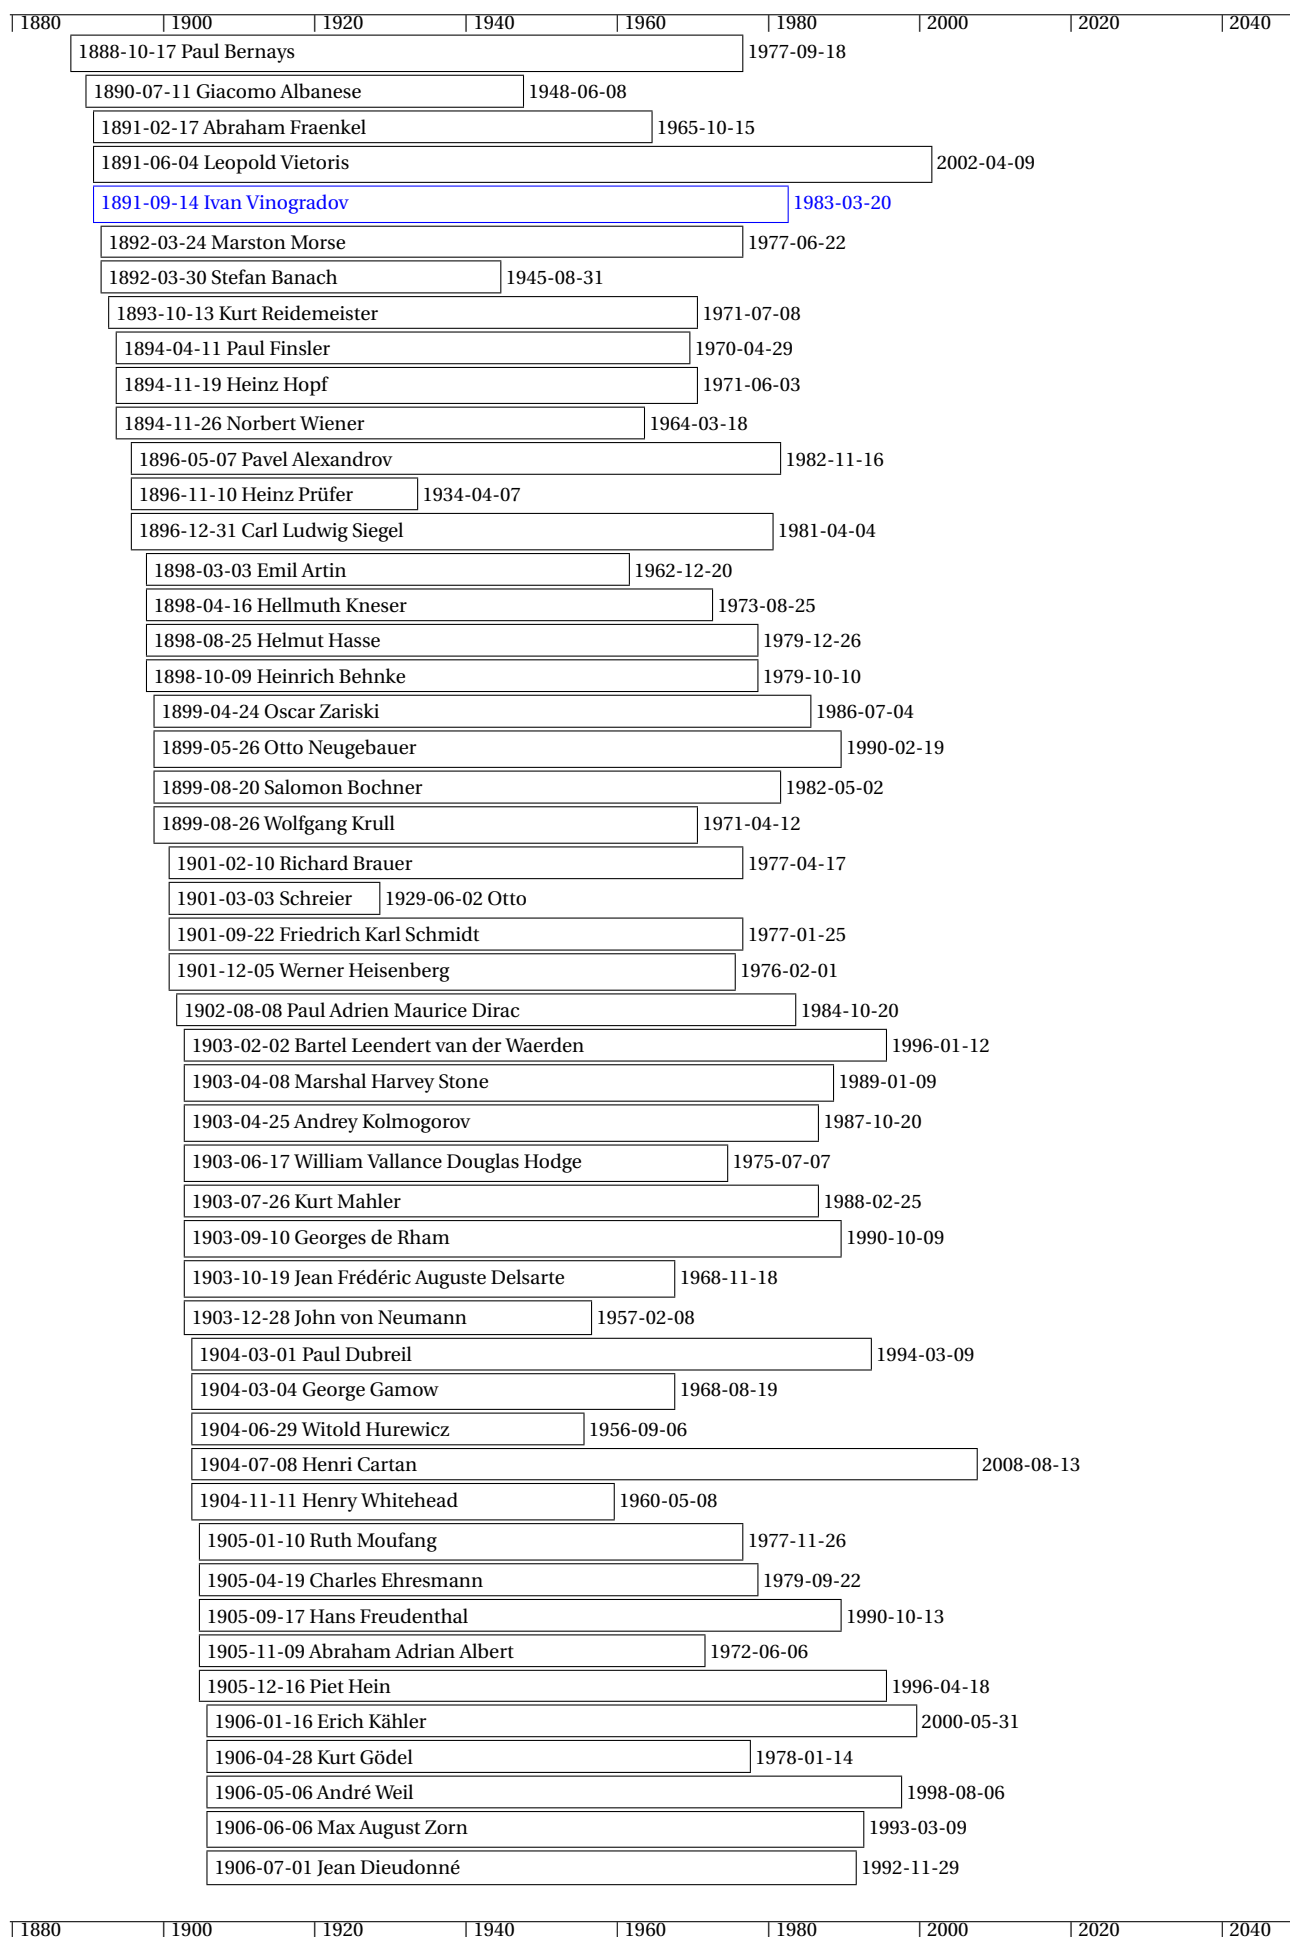 1880 1900 1920 1940 1960 1980 2000 2020 2040
1888-10-17 Paul Bernays 1977-09-18
1890-07-11 Giacomo Albanese 1948-06-08
1891-02-17 Abraham Fraenkel 1965-10-15
1891-06-04 Leopold Vietoris 2002-04-09
1891-09-14 Ivan Vinogradov 1983-03-20
1892-03-24 Marston Morse 1977-06-22
1892-03-30 Stefan Banach 1945-08-31
1893-10-13 Kurt Reidemeister 1971-07-08
1894-04-11 Paul Finsler 1970-04-29
1894-11-19 Heinz Hopf 1971-06-03
1894-11-26 Norbert Wiener 1964-03-18
1896-05-07 Pavel Alexandrov 1982-11-16
1896-11-10 Heinz Prüfer 1934-04-07
1896-12-31 Carl Ludwig Siegel 1981-04-04
1898-03-03 Emil Artin 1962-12-20
1898-04-16 Hellmuth Kneser 1973-08-25
1898-08-25 Helmut Hasse 1979-12-26
1898-10-09 Heinrich Behnke 1979-10-10
1899-04-24 Oscar Zariski 1986-07-04
1899-05-26 Otto Neugebauer 1990-02-19
1899-08-20 Salomon Bochner 1982-05-02
1899-08-26 Wolfgang Krull 1971-04-12
1901-02-10 Richard Brauer 1977-04-17
1901-03-03 Schreier 1929-06-02 Otto
1901-09-22 Friedrich Karl Schmidt 1977-01-25
1901-12-05 Werner Heisenberg 1976-02-01
1902-08-08 Paul Adrien Maurice Dirac 1984-10-20
1903-02-02 Bartel Leendert van der Waerden 1996-01-12
1903-04-08 Marshal Harvey Stone 1989-01-09
1903-04-25 Andrey Kolmogorov 1987-10-20
1903-06-17 William Vallance Douglas Hodge 1975-07-07
1903-07-26 Kurt Mahler 1988-02-25
1903-09-10 Georges de Rham 1990-10-09
1903-10-19 Jean Frédéric Auguste Delsarte 1968-11-18
1903-12-28 John von Neumann 1957-02-08
1904-03-01 Paul Dubreil 1994-03-09
1904-03-04 George Gamow 1968-08-19
1904-06-29 Witold Hurewicz 1956-09-06
1904-07-08 Henri Cartan 2008-08-13
1904-11-11 Henry Whitehead 1960-05-08
1905-01-10 Ruth Moufang 1977-11-26
1905-04-19 Charles Ehresmann 1979-09-22
1905-09-17 Hans Freudenthal 1990-10-13
1905-11-09 Abraham Adrian Albert 1972-06-06
1905-12-16 Piet Hein 1996-04-18
1906-01-16 Erich Kähler 2000-05-31
1906-04-28 Kurt Gödel 1978-01-14
1906-05-06 André Weil 1998-08-06
1906-06-06 Max August Zorn 1993-03-09
1906-07-01 Jean Dieudonné 1992-11-29
1880 1900 1920 1940 1960 1980 2000 2020 2040